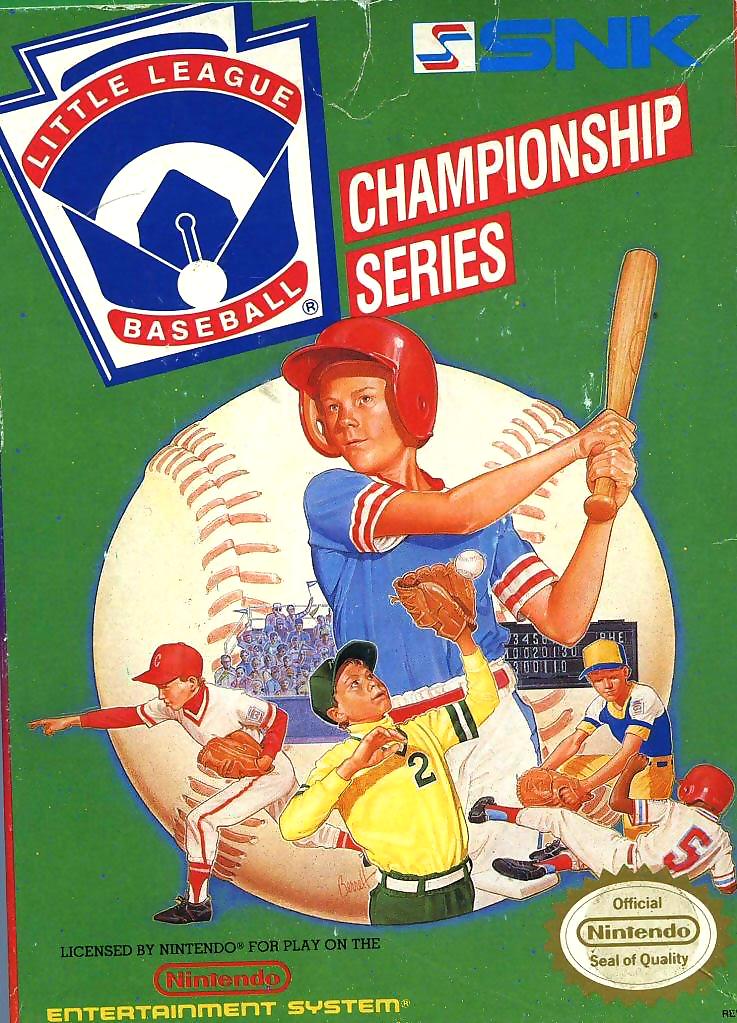 LITTLE LEAGUE
BASEBALL®
SNK
CHAMPIONSHIP
SERIES
C
2
5
Berrett
LICENSED BY NINTENDO® FOR PLAY ON THE
Nintendo
ENTERTAINMENT SYSTEM®
Official
Nintendo
Seal of Quality